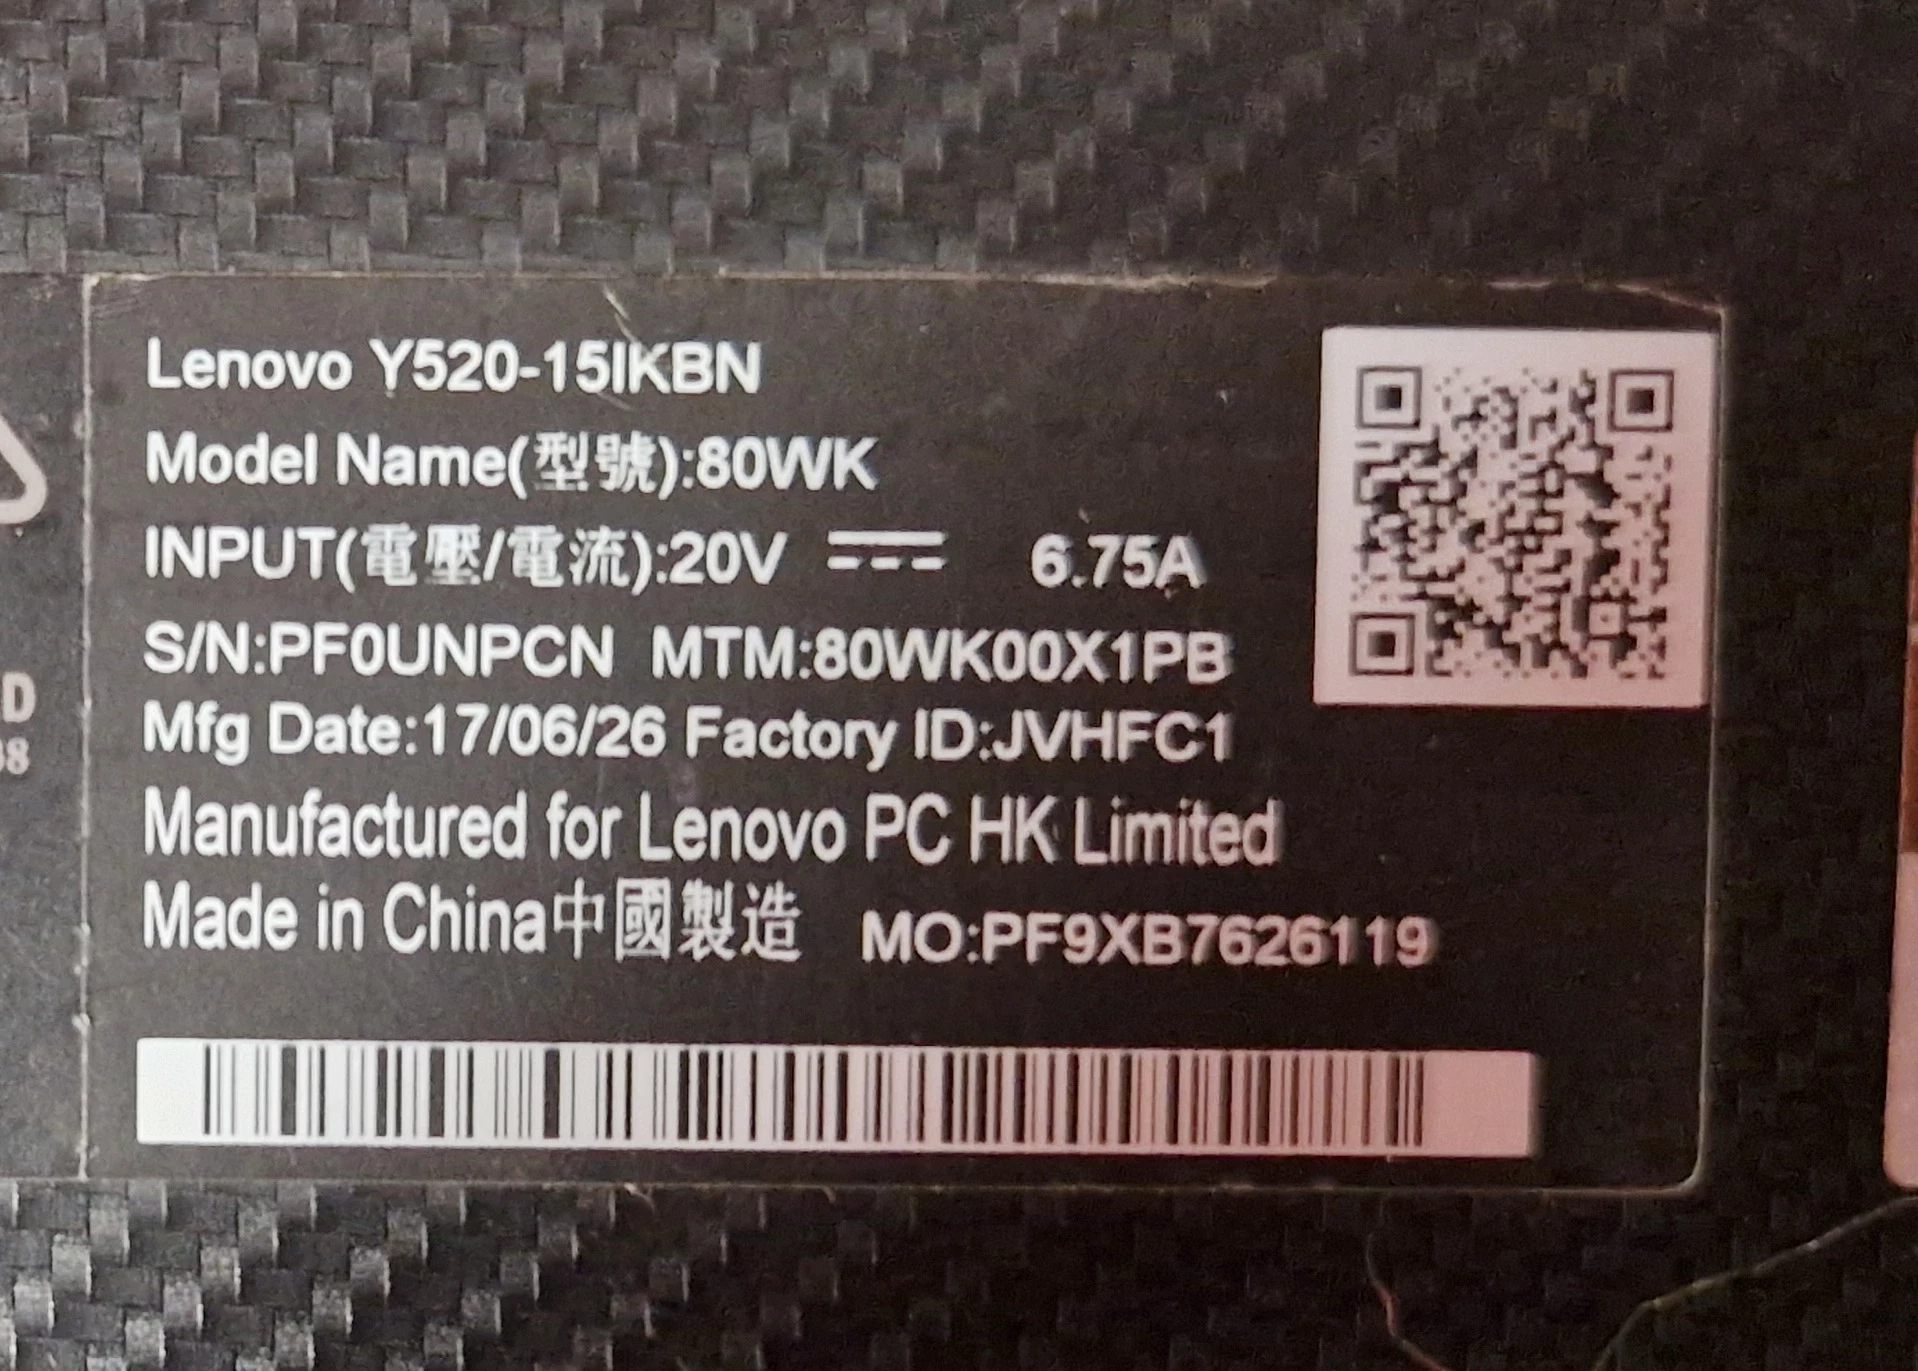 Lenovo Y520-15IKBN
Model Name(型號):80WK
INPUT(電壓/電流):20V 6.75A
S/N:PF0UNPCN MTM:80WK00X1PB
Mfg Date:17/06/26 Factory ID:JVHFC1
Manufactured for Lenovo PC HK Limited
Made in China中國製造 MO:PF9XB7626119